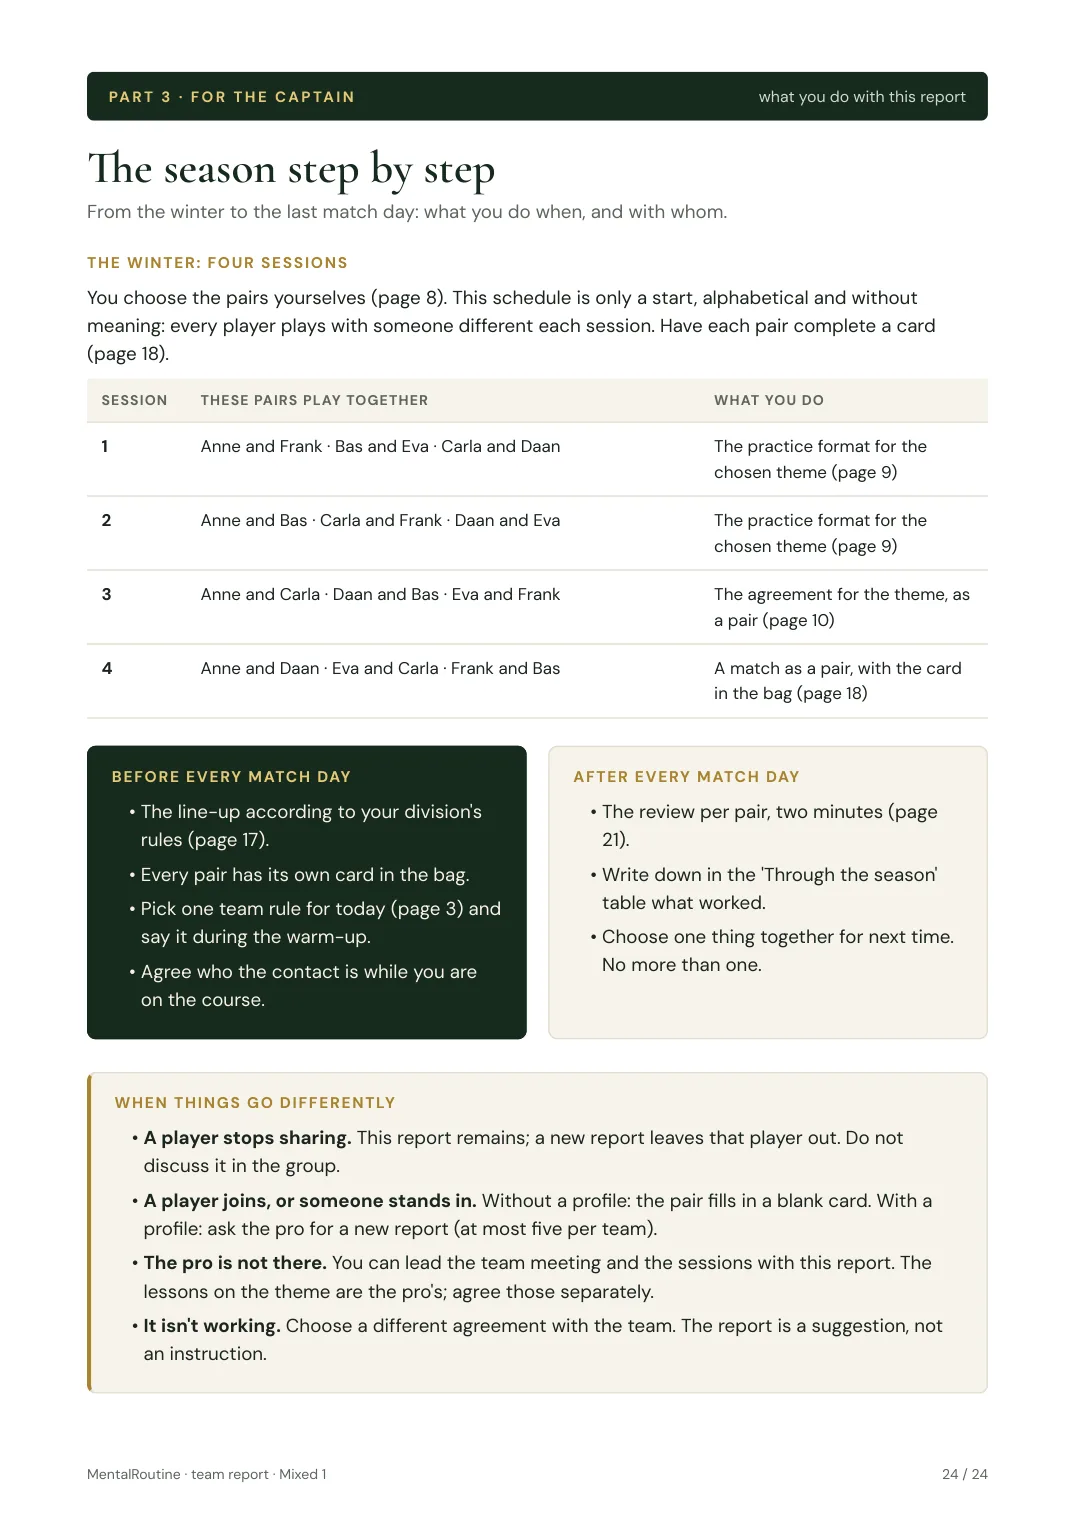 PART 3 · FOR THE CAPTAIN
what you do with this report
The season step by step
From the winter to the last match day: what you do when, and with whom.
THE WINTER: FOUR SESSIONS
You choose the pairs yourselves (page 8). This schedule is only a start, alphabetical and without
meaning: every player plays with someone different each session. Have each pair complete a card
(page 18).
SESSION THESE PAIRS PLAY TOGETHER WHAT YOU DO
1 Anne and Frank · Bas and Eva · Carla and Daan The practice format for the
chosen theme (page 9)
2 Anne and Bas · Carla and Frank · Daan and Eva The practice format for the
chosen theme (page 9)
3 Anne and Carla · Daan and Bas · Eva and Frank The agreement for the theme, as
a pair (page 10)
4 Anne and Daan · Eva and Carla · Frank and Bas A match as a pair, with the card
in the bag (page 18)
BEFORE EVERY MATCH DAY
• The line-up according to your division's
rules (page 17).
• Every pair has its own card in the bag.
• Pick one team rule for today (page 3) and
say it during the warm-up.
• Agree who the contact is while you are
on the course.
AFTER EVERY MATCH DAY
• The review per pair, two minutes (page
21).
• Write down in the 'Through the season'
table what worked.
• Choose one thing together for next time.
No more than one.
WHEN THINGS GO DIFFERENTLY
• A player stops sharing. This report remains; a new report leaves that player out. Do not
discuss it in the group.
• A player joins, or someone stands in. Without a profile: the pair fills in a blank card. With a
profile: ask the pro for a new report (at most five per team).
• The pro is not there. You can lead the team meeting and the sessions with this report. The
lessons on the theme are the pro's; agree those separately.
• It isn't working. Choose a different agreement with the team. The report is a suggestion, not
an instruction.
MentalRoutine · team report · Mixed 1
24 / 24